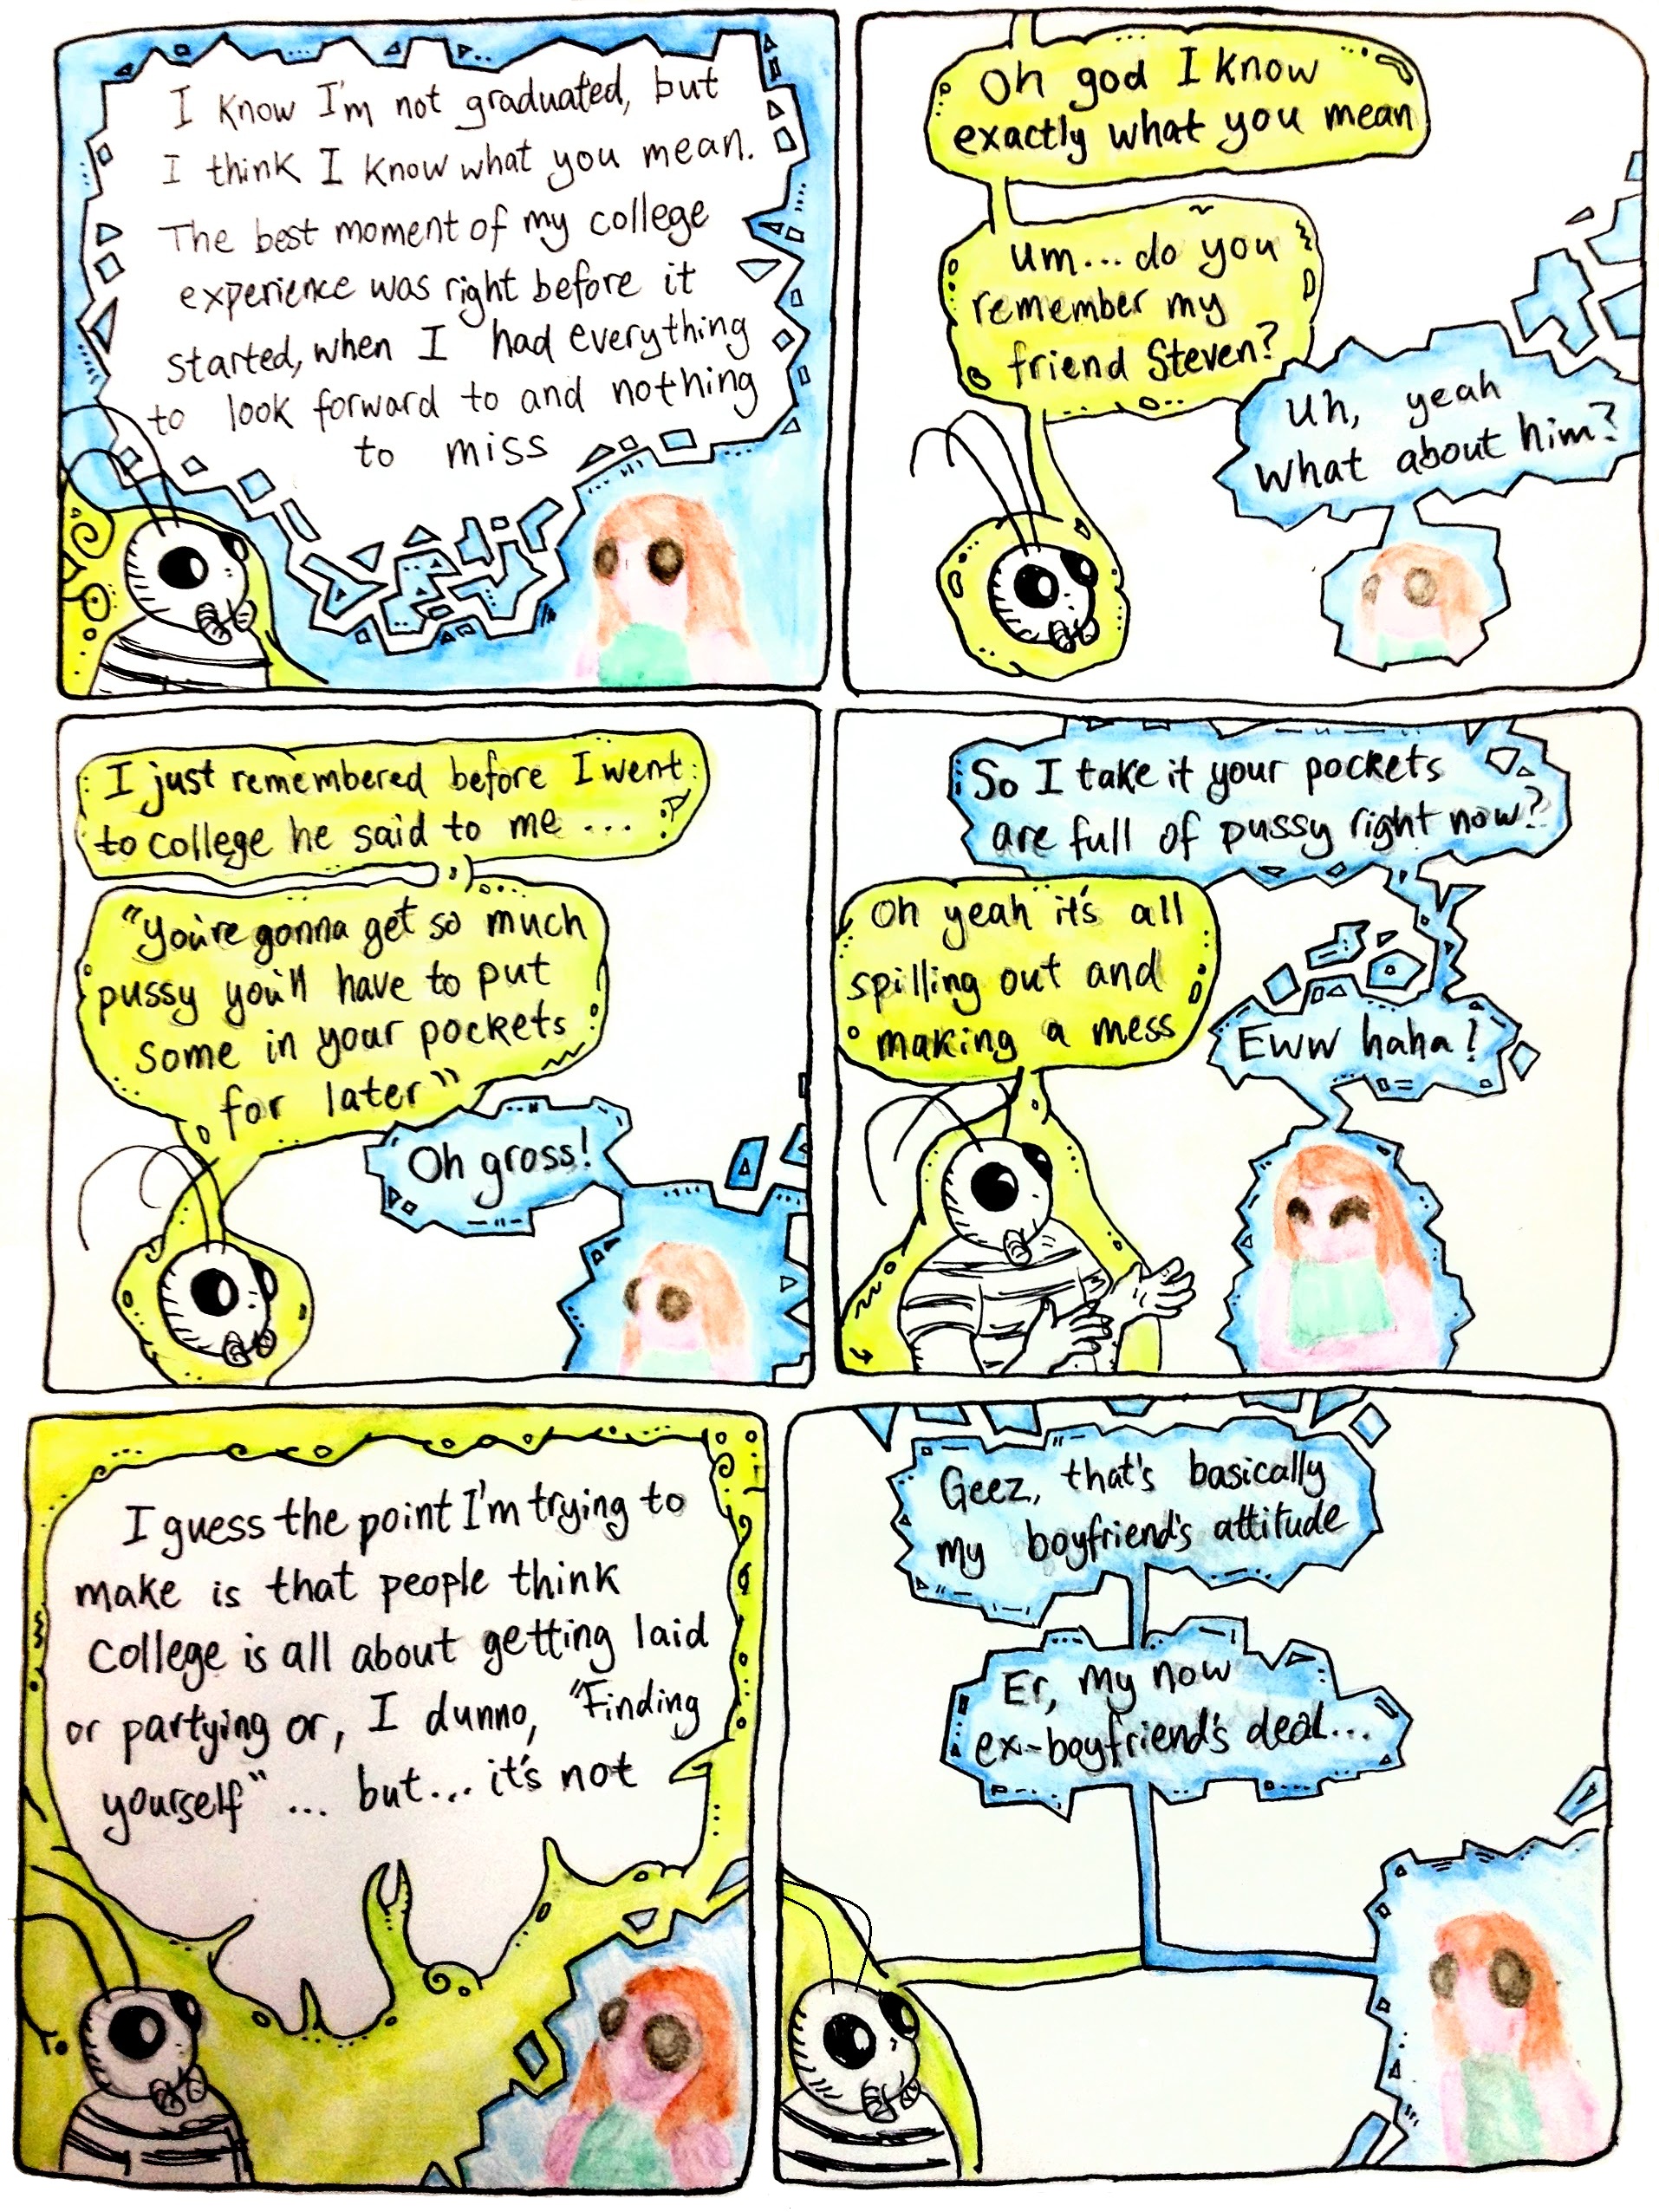 I know I'm not graduated, but
I think I know what you mean.
The best moment of my college
experience was right before it
started, when I had everything
to look forward to and nothing
to miss
Oh god I know
exactly what you mean
um... do you
remember my
friend Steven?
Uh, yeah
what about him?
I just remembered before I went
to college he said to me ...
"You're gonna get so much
pussy you'll have to put
some in your pockets
for later"
Oh gross!
So I take it your pockets
are full of pussy right now?
Oh yeah it's all
spilling out and
making a mess
Eww haha!
I guess the point I'm trying to
make is that people think
college is all about getting laid
or partying or, I dunno, "Finding
yourself" ... but... it's not
Geez, that's basically
my boyfriend's attitude
Er, my now
ex-boyfriend's deal...